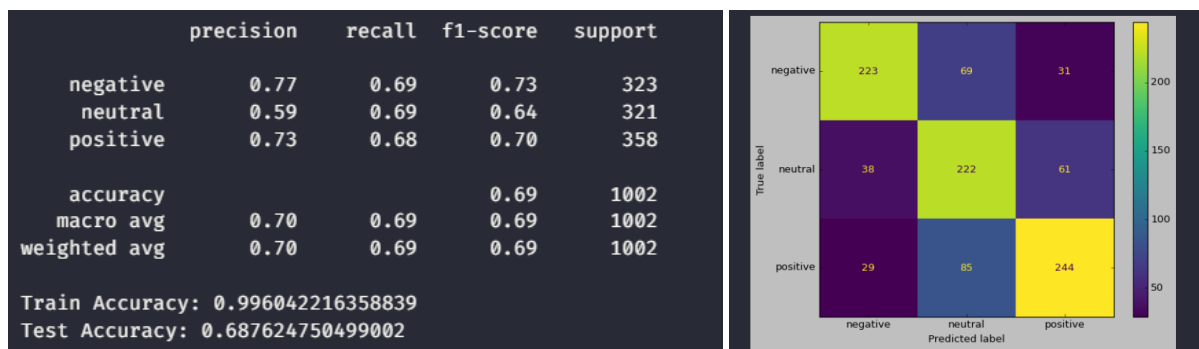 precision recall f1-score support
negative 0.77 0.69 0.73 323
neutral 0.59 0.69 0.64 321
positive 0.73 0.68 0.70 358
accuracy 0.69 1002
macro avg 0.70 0.69 0.69 1002
weighted avg 0.70 0.69 0.69 1002
Train Accuracy: 0.996042216358839
Test Accuracy: 0.687624750499002
True label
negative 223 69 31
neutral 38 222 61
positive 29 85 244
negative neutral positive
Predicted label
200
150
100
50